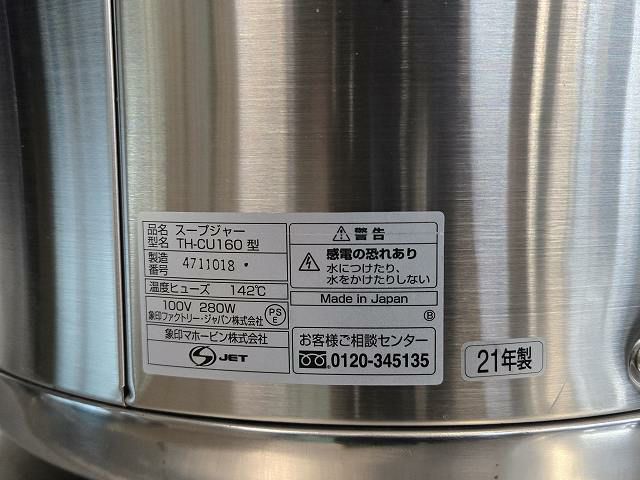 品名 スープジャー
型名 TH-CU160 型
製造番号 4711018
温度ヒューズ 142℃
100V 280W
象印ファクトリー・ジャパン株式会社
PSE
象印マホービン株式会社
JET
警告
感電の恐れあり
水につけたり、
水をかけたりしない
Made in Japan
B
お客様ご相談センター
0120-345135
21年製